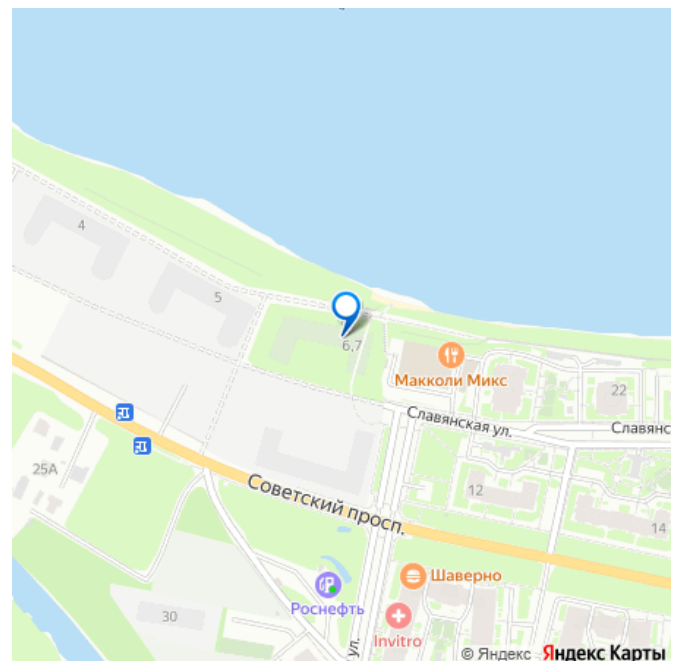 4
5
6,7
Макколи Микс
22
Славянская ул.
Славянс
25А
12
Советский просп.
14
Шаверно
Роснефть
30
Invitro
ул.
© Яндекс Яндекс Карты